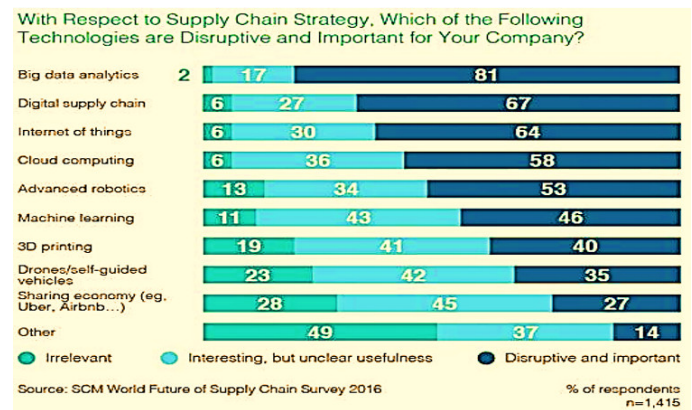 With Respect to Supply Chain Strategy, Which of the Following
Technologies are Disruptive and Important for Your Company?
Big data analytics 2 17 81
Digital supply chain 6 27 67
Internet of things 6 30 64
Cloud computing 6 36 58
Advanced robotics 13 34 53
Machine learning 11 43 46
3D printing 19 41 40
Drones/self-guided
vehicles 23 42 35
Sharing economy (eg,
Uber, Airbnb...) 28 45 27
Other 49 37 14
Irrelevant Interesting, but unclear usefulness Disruptive and important
Source: SCM World Future of Supply Chain Survey 2016 % of respondents
n=1,415